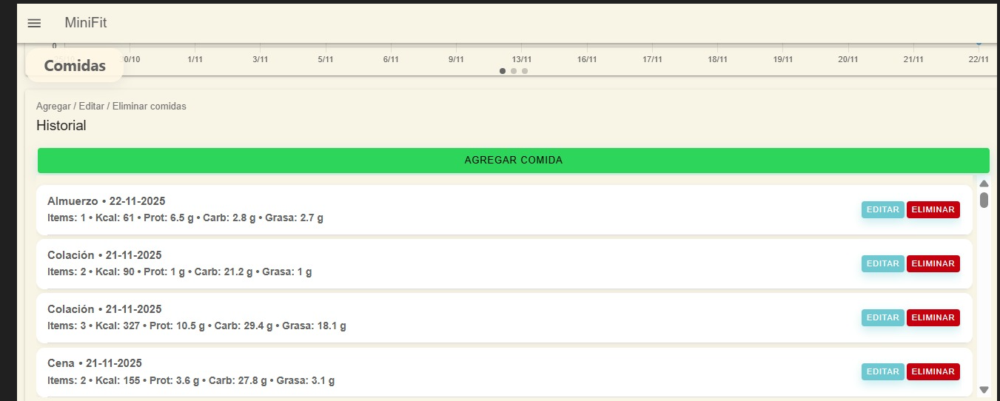 MiniFit
0
30/10
1/11
3/11
5/11
6/11
9/11
13/11
16/11
17/11
18/11
19/11
20/11
21/11
22/11
Comidas
Agregar / Editar / Eliminar comidas
Historial
AGREGAR COMIDA
Almuerzo • 22-11-2025
Items: 1 • Kcal: 61 • Prot: 6.5 g • Carb: 2.8 g • Grasa: 2.7 g
EDITAR ELIMINAR
Colación • 21-11-2025
Items: 2 • Kcal: 90 • Prot: 1 g • Carb: 21.2 g • Grasa: 1 g
EDITAR ELIMINAR
Colación • 21-11-2025
Items: 3 • Kcal: 327 • Prot: 10.5 g • Carb: 29.4 g • Grasa: 18.1 g
EDITAR ELIMINAR
Cena • 21-11-2025
Items: 2 • Kcal: 155 • Prot: 3.6 g • Carb: 27.8 g • Grasa: 3.1 g
EDITAR ELIMINAR